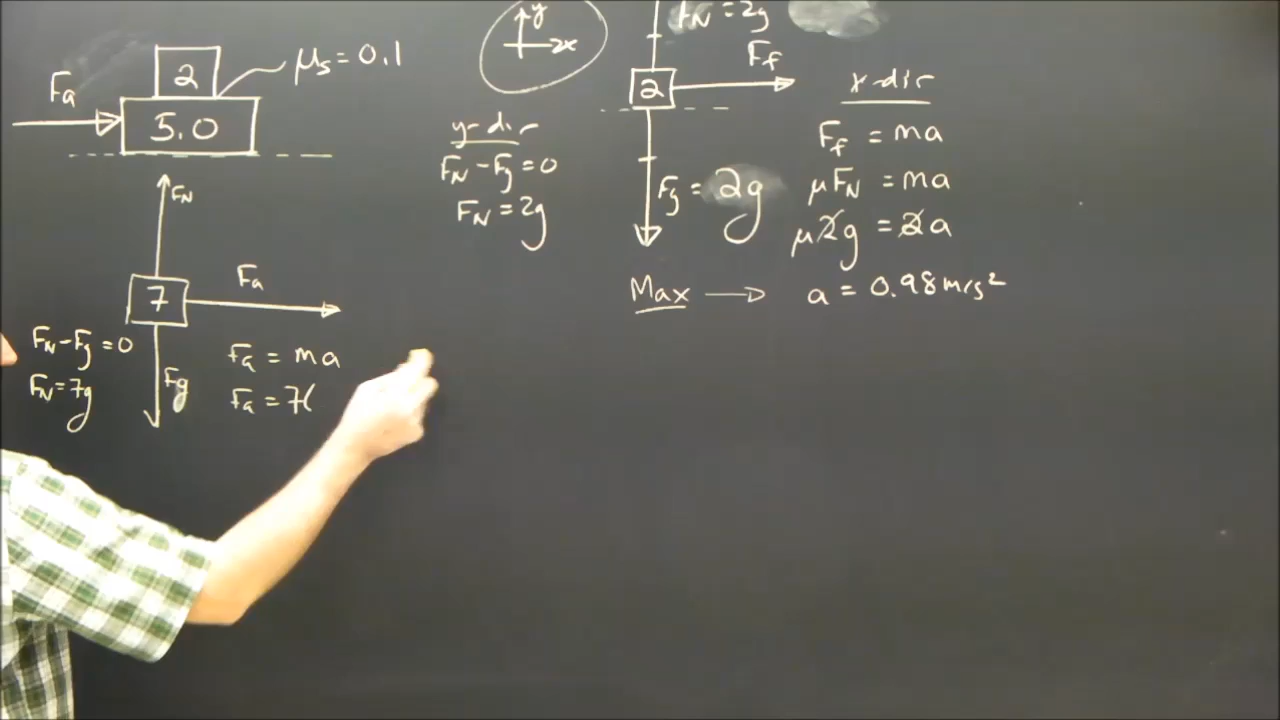 2
μs = 0.1
Fa
5.0
FN
Fa
7
FN - Fg = 0
FN = 7g
Fg
Fa = ma
Fa = 7(
y
x
y-dir
FN - Fg = 0
FN = 2g
FN = 2g
Ff
2
Fg = 2g
x-dir
Ff = ma
μFN = ma
μ2g = 2a
Max → a = 0.98 m/s²